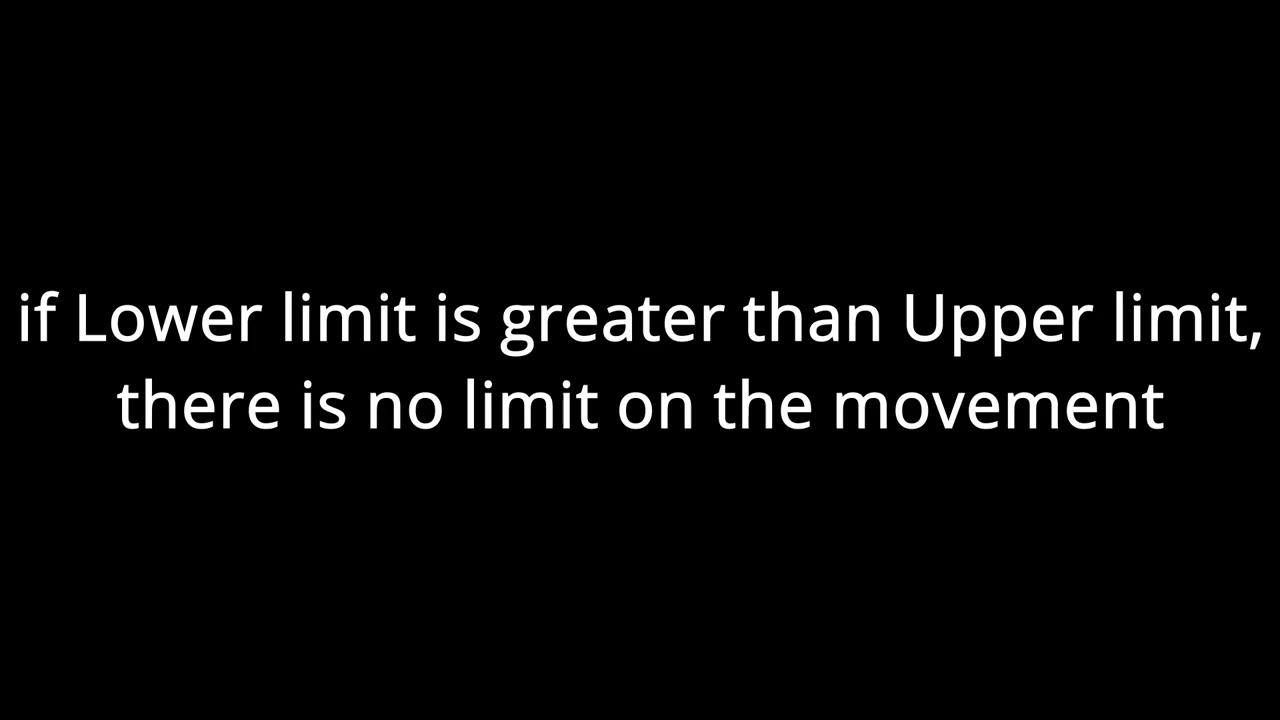 if Lower limit is greater than Upper limit,
there is no limit on the movement